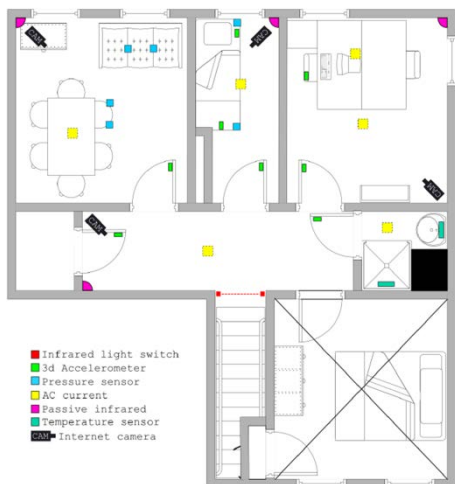 CAM
CAM
CAM
CAM
Infrared light switch
3d Accelerometer
Pressure sensor
AC current
Passive infrared
Temperature sensor
CAM Internet camera